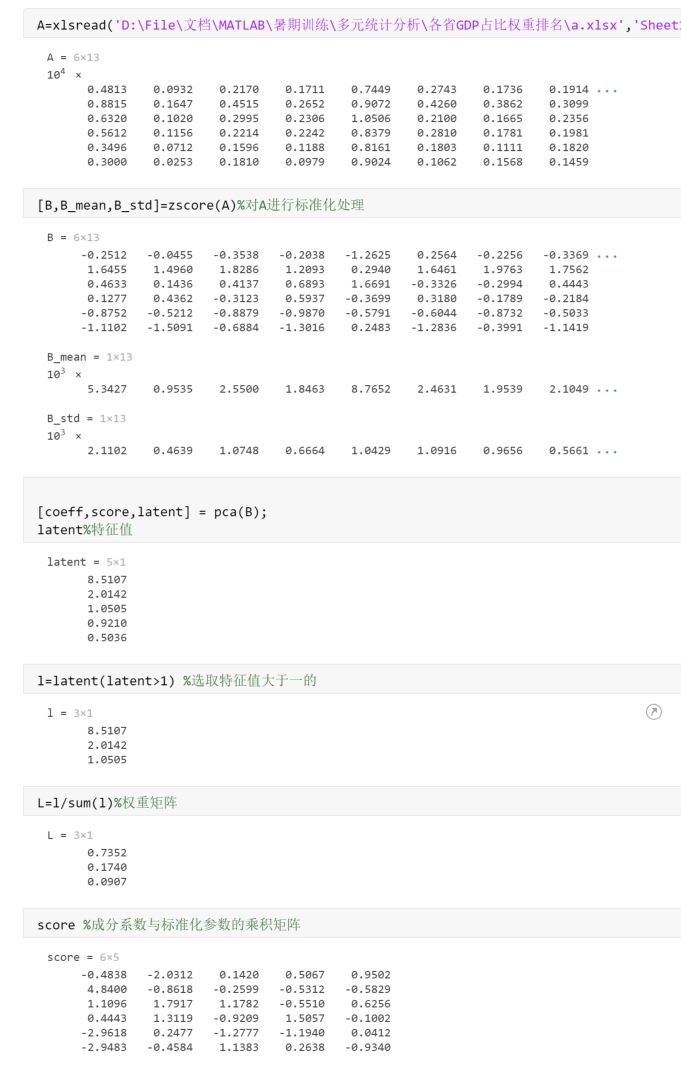 A=xlsread('D:\File\文档\MATLAB\暑期训练\多元统计分析\各省GDP占比权重排名\a.xlsx','Sheet
A = 6×13
10⁴ ×
0.4813 0.0932 0.2170 0.1711 0.7449 0.2743 0.1736 0.1914 ...
0.8815 0.1647 0.4515 0.2652 0.9072 0.4260 0.3862 0.3099
0.6320 0.1020 0.2995 0.2306 1.0506 0.2100 0.1665 0.2356
0.5612 0.1156 0.2214 0.2242 0.8379 0.2810 0.1781 0.1981
0.3496 0.0712 0.1596 0.1188 0.8161 0.1803 0.1111 0.1820
0.3000 0.0253 0.1810 0.0979 0.9024 0.1062 0.1568 0.1459
[B,B_mean,B_std]=zscore(A)%对A进行标准化处理
B = 6×13
-0.2512 -0.0455 -0.3538 -0.2038 -1.2625 0.2564 -0.2256 -0.3369 ...
1.6455 1.4960 1.8286 1.2093 0.2940 1.6461 1.9763 1.7562
0.4633 0.1436 0.4137 0.6893 1.6691 -0.3326 -0.2994 0.4443
0.1277 0.4362 -0.3123 0.5937 -0.3699 0.3180 -0.1789 -0.2184
-0.8752 -0.5212 -0.8879 -0.9870 -0.5791 -0.6044 -0.8732 -0.5033
-1.1102 -1.5091 -0.6884 -1.3016 0.2483 -1.2836 -0.3991 -1.1419
B_mean = 1×13
10³ ×
5.3427 0.9535 2.5500 1.8463 8.7652 2.4631 1.9539 2.1049 ...
B_std = 1×13
10³ ×
2.1102 0.4639 1.0748 0.6664 1.0429 1.0916 0.9656 0.5661 ...
[coeff,score,latent] = pca(B);
latent%特征值
latent = 5×1
8.5107
2.0142
1.0505
0.9210
0.5036
l=latent(latent>1) %选取特征值大于一的
l = 3×1
8.5107
2.0142
1.0505
L=l/sum(l)%权重矩阵
L = 3×1
0.7352
0.1740
0.0907
score %成分系数与标准化参数的乘积矩阵
score = 6×5
-0.4838 -2.0312 0.1420 0.5067 0.9502
4.8400 -0.8618 -0.2599 -0.5312 -0.5829
1.1096 1.7917 1.1782 -0.5510 0.6256
0.4443 1.3119 -0.9209 1.5057 -0.1002
-2.9618 0.2477 -1.2777 -1.1940 0.0412
-2.9483 -0.4584 1.1383 0.2638 -0.9340